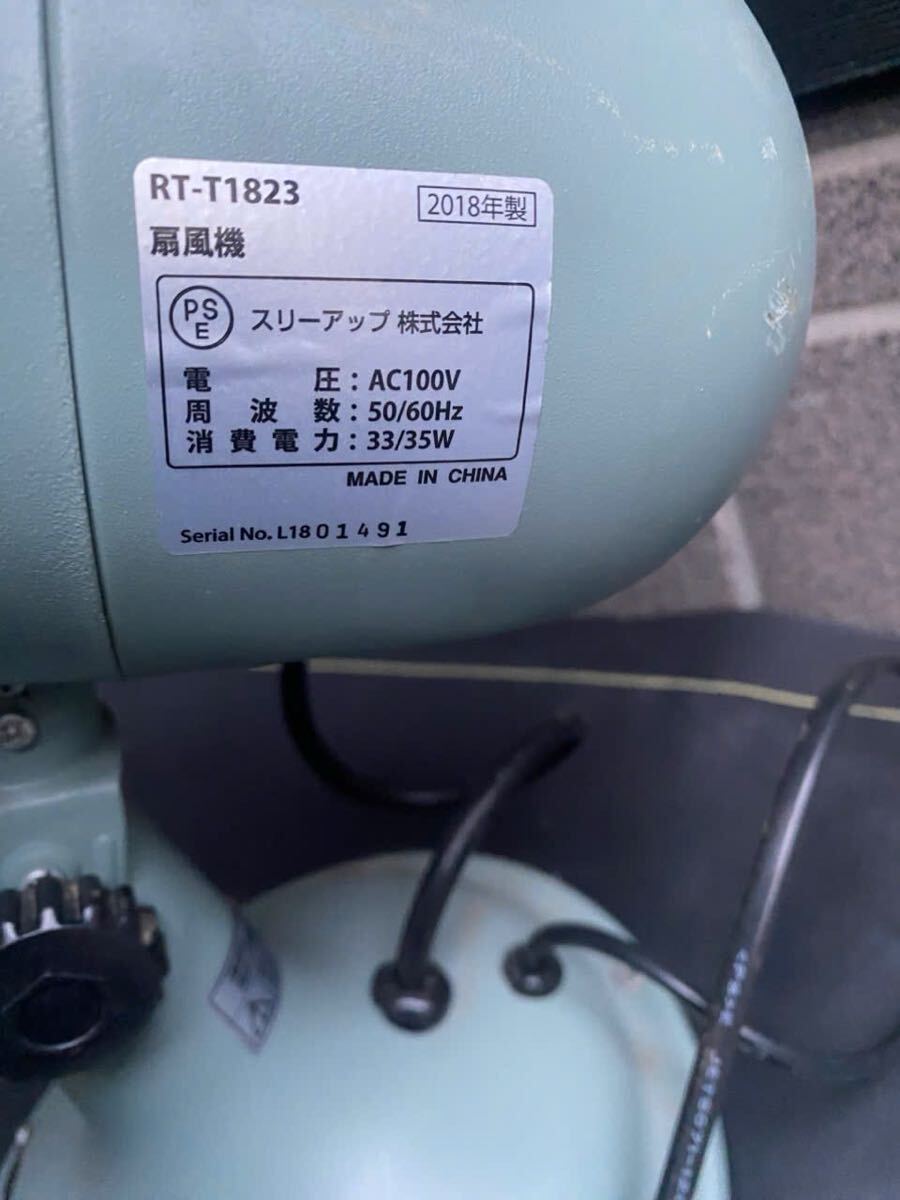 RT-T1823
2018年製
扇風機
PS
E
スリーアップ 株式会社
電圧：AC100V
周波数：50/60Hz
消費電力：33/35W
MADE IN CHINA
Serial No. L1801491